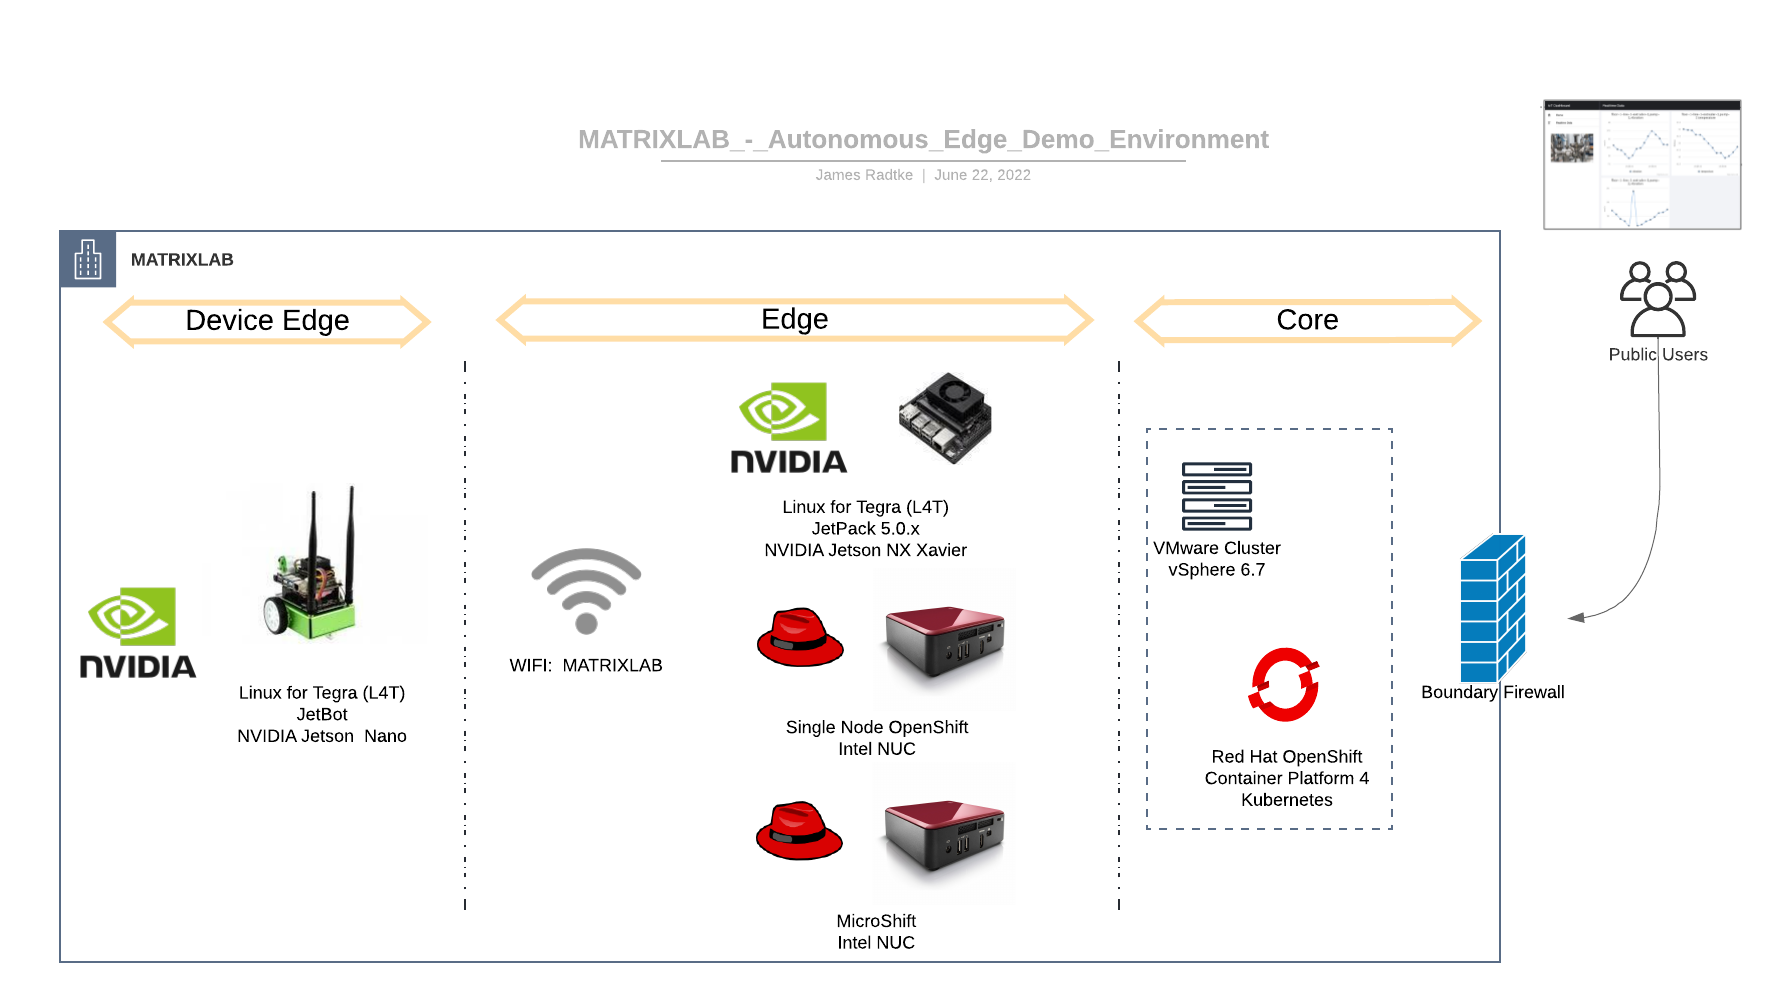 MATRIXLAB_-_Autonomous_Edge_Demo_Environment
James Radtke | June 22, 2022
MATRIXLAB
Device Edge
Edge
Core
Public Users
NVIDIA
Linux for Tegra (L4T)
JetPack 5.0.x
NVIDIA Jetson NX Xavier
VMware Cluster
vSphere 6.7
NVIDIA
Linux for Tegra (L4T)
JetBot
NVIDIA Jetson  Nano
WIFI:  MATRIXLAB
Single Node OpenShift
Intel NUC
Boundary Firewall
Red Hat OpenShift
Container Platform 4
Kubernetes
MicroShift
Intel NUC